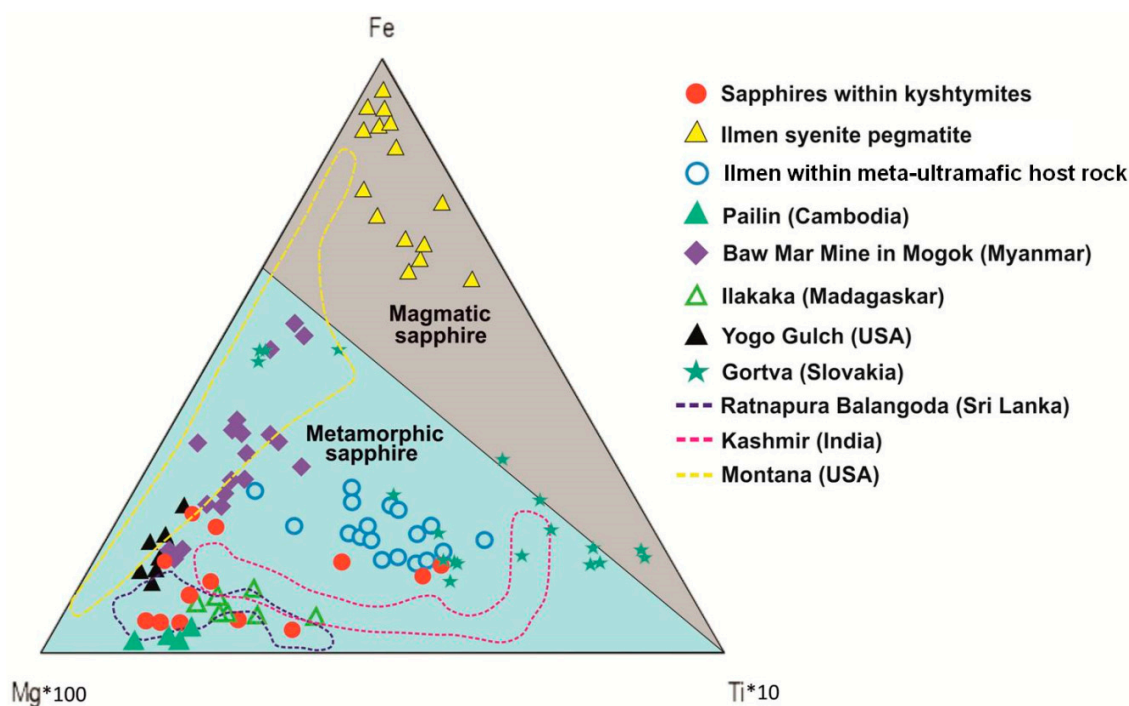 Fe
Sapphires within kyshtymites
Ilmen syenite pegmatite
Ilmen within meta-ultramafic host rock
Pailin (Cambodia)
Baw Mar Mine in Mogok (Myanmar)
Ilakaka (Madagaskar)
Yogo Gulch (USA)
Gortva (Slovakia)
Ratnapura Balangoda (Sri Lanka)
Kashmir (India)
Montana (USA)
Magmatic
sapphire
Metamorphic
sapphire
Mg*100
Ti*10